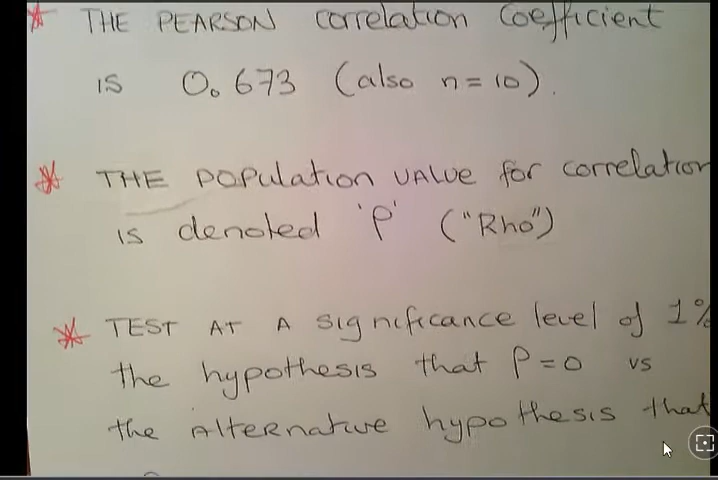 THE PEARSON correlation Coefficient
is 0.673 (also n=10).
THE POPulation VALUE for correlation
is denoted 'ρ' ("Rho")
TEST AT A significance level of 1%
the hypothesis that ρ=0 vs
the Alternative hypothesis that